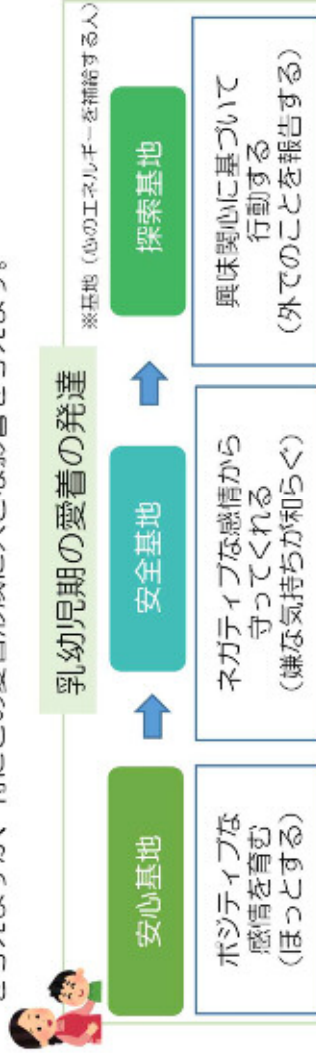 乳幼児期の愛着の発達
※基地（心のエネルギーを補給する人）
安心基地
安全基地
探索基地
ポジティブな
感情を育む
（ほっとする）
ネガティブな感情から
守ってくれる
（嫌な気持ちが和らぐ）
興味関心に基づいて
行動する
（外でのことを報告する）